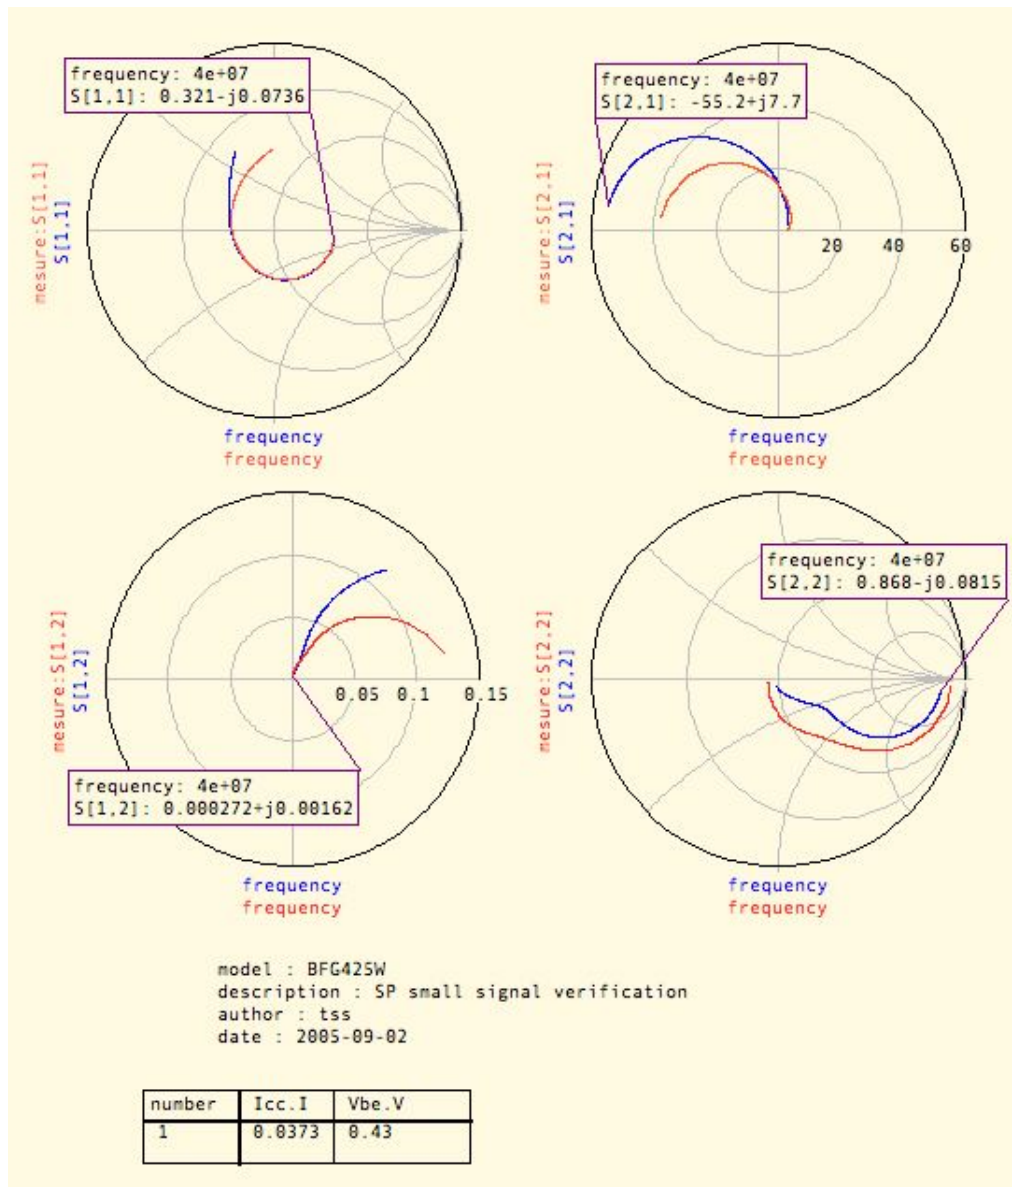 frequency: 4e+07
S[1,1]: 0.321-j0.0736
mesure:S[1,1]
S[1,1]
frequency
frequency
frequency: 4e+07
S[2,1]: -55.2+j7.7
mesure:S[2,1]
S[2,1]
20 40 60
frequency
frequency
mesure:S[1,2]
S[1,2]
0.05 0.1 0.15
frequency: 4e+07
S[1,2]: 0.000272+j0.00162
frequency
frequency
frequency: 4e+07
S[2,2]: 0.868-j0.0815
mesure:S[2,2]
S[2,2]
frequency
frequency
model : BFG425W
description : SP small signal verification
author : tss
date : 2005-09-02
number Icc.I Vbe.V
1 0.0373 0.43